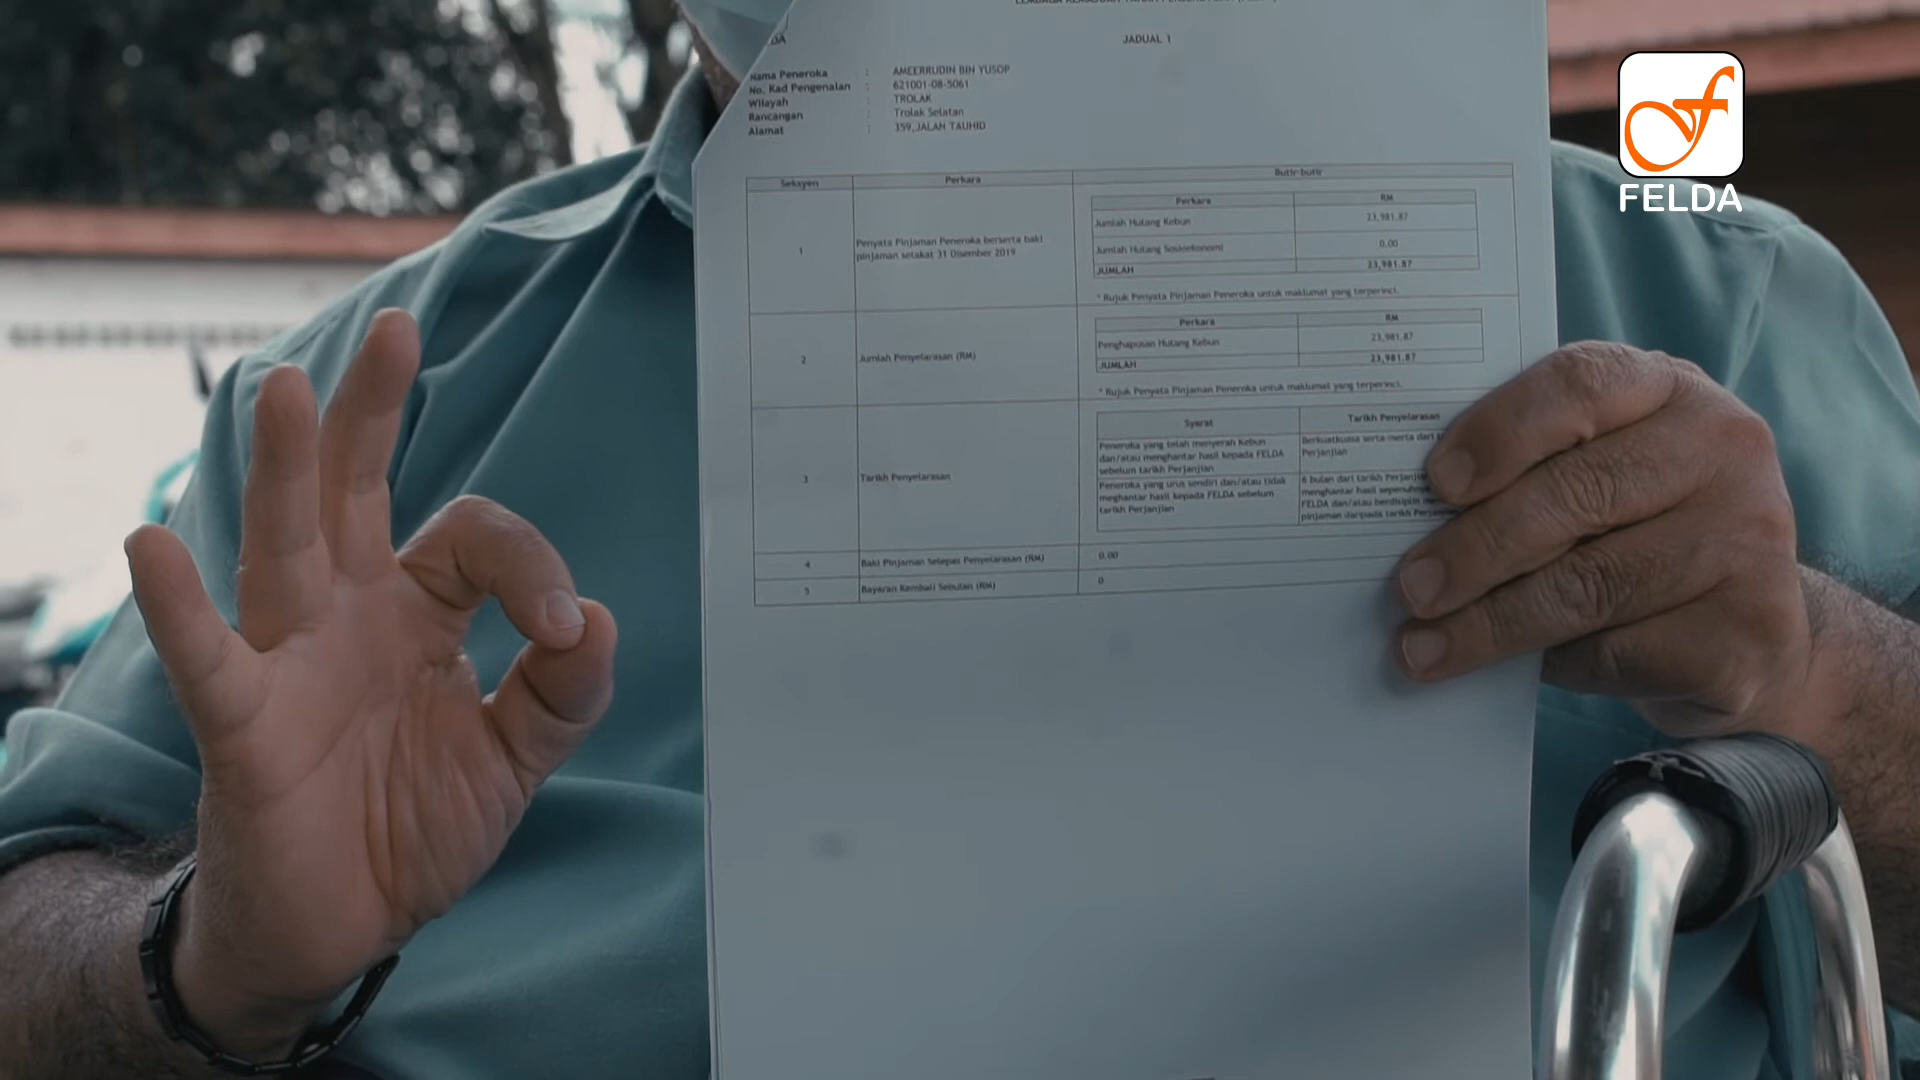 JADUAL 1
Nama Peneroka : AMEERRUDIN BIN YUSOP
No. Kad Pengenalan : 621001-08-5061
Wilayah : TROLAK
Rancangan : Trolak Selatan
Alamat : 359,JALAN TAUHID
Seksyen Perkara Butir-butir
1 Penyata Pinjaman Peneroka berserta baki
pinjaman setakat 31 Disember 2019
Perkara RM
Jumlah Hutang Kebun 23,981.87
Jumlah Hutang Sosioekonomi 0.00
JUMLAH 23,981.87
* Rujuk Penyata Pinjaman Peneroka untuk maklumat yang terperinci.
2 Jumlah Penyelarasan (RM)
Perkara RM
Penghapusan Hutang Kebun 23,981.87
JUMLAH 23,981.87
* Rujuk Penyata Pinjaman Peneroka untuk maklumat yang terperinci.
3 Tarikh Penyelarasan
Syarat Tarikh Penyelarasan
Peneroka yang telah menyerah Kebun
dan/atau menghantar hasil kepada FELDA
sebelum tarikh Perjanjian
Berkuatkuasa serta-merta dari
Perjanjian
Peneroka yang urus sendiri dan/atau tidak
meghantar hasil kepada FELDA sebelum
tarikh Perjanjian
6 bulan dari tarikh Perjanjian
menghantar hasil sepenuhnya
FELDA dan/atau berdisiplin
pinjaman daripada tarikh
4 Baki Pinjaman Selepas Penyelarasan (RM) 0.00
5 Bayaran Kembali Sebulan (RM) 0
FELDA